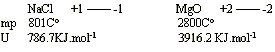 NaCl +1 —— -1 MgO +2 —— -2
mp 801C° 2800C°
U 786.7KJ.mol⁻¹ 3916.2 KJ.mol⁻¹